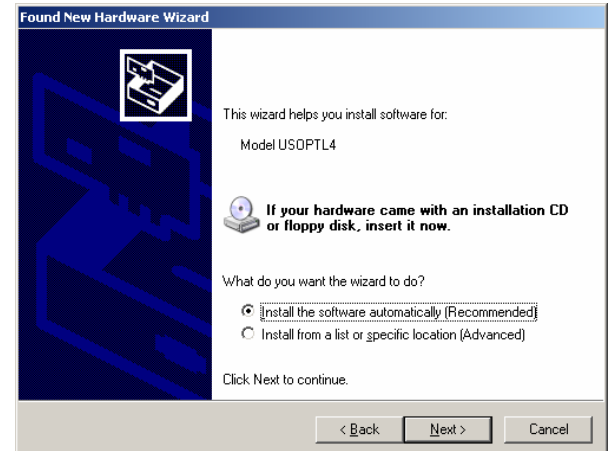 Found New Hardware Wizard
This wizard helps you install software for:
Model USOPTL4
If your hardware came with an installation CD
or floppy disk, insert it now.
What do you want the wizard to do?
Install the software automatically (Recommended)
Install from a list or specific location (Advanced)
Click Next to continue.
< Back Next > Cancel